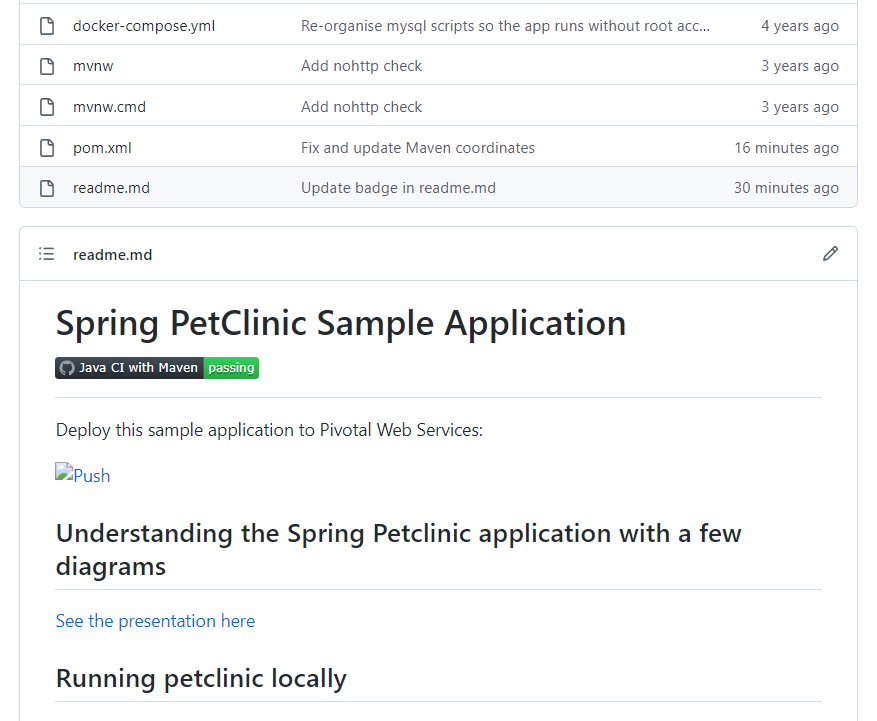 docker-compose.yml Re-organise mysql scripts so the app runs without root acc... 4 years ago
mvnw Add nohttp check 3 years ago
mvnw.cmd Add nohttp check 3 years ago
pom.xml Fix and update Maven coordinates 16 minutes ago
readme.md Update badge in readme.md 30 minutes ago
readme.md
Spring PetClinic Sample Application
Java CI with Maven passing
Deploy this sample application to Pivotal Web Services:
Push
Understanding the Spring Petclinic application with a few
diagrams
See the presentation here
Running petclinic locally